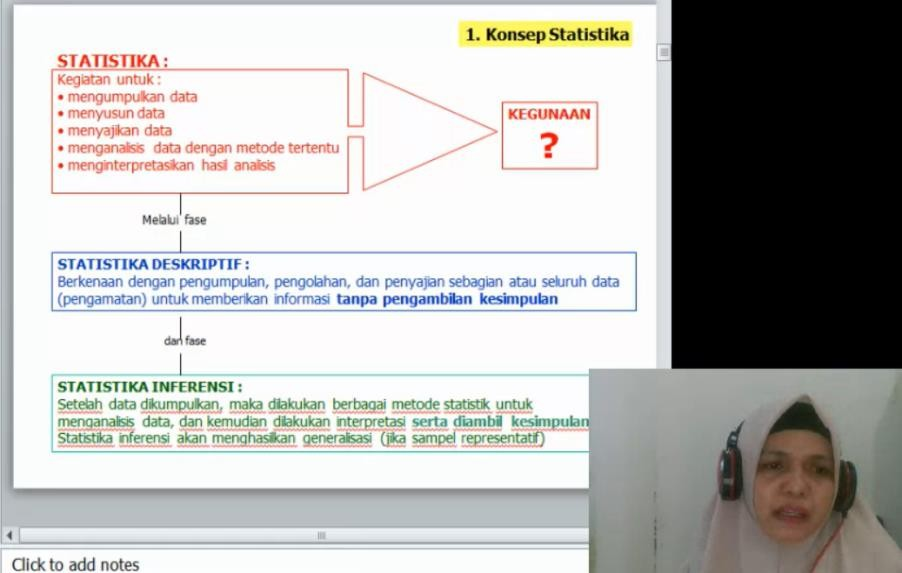 1. Konsep Statistika
STATISTIKA :
Kegiatan untuk :
• mengumpulkan data
• menyusun data
• menyajikan data
• menganalisis data dengan metode tertentu
• menginterpretasikan hasil analisis
KEGUNAAN
?
Melalui fase
STATISTIKA DESKRIPTIF :
Berkenaan dengan pengumpulan, pengolahan, dan penyajian sebagian atau seluruh data
(pengamatan) untuk memberikan informasi tanpa pengambilan kesimpulan
dan fase
STATISTIKA INFERENSI :
Setelah data dikumpulkan, maka dilakukan berbagai metode statistik untuk
menganalisis data, dan kemudian dilakukan interpretasi serta diambil kesimpulan
Statistika inferensi akan menghasilkan generalisasi (jika sampel representatif)
Click to add notes